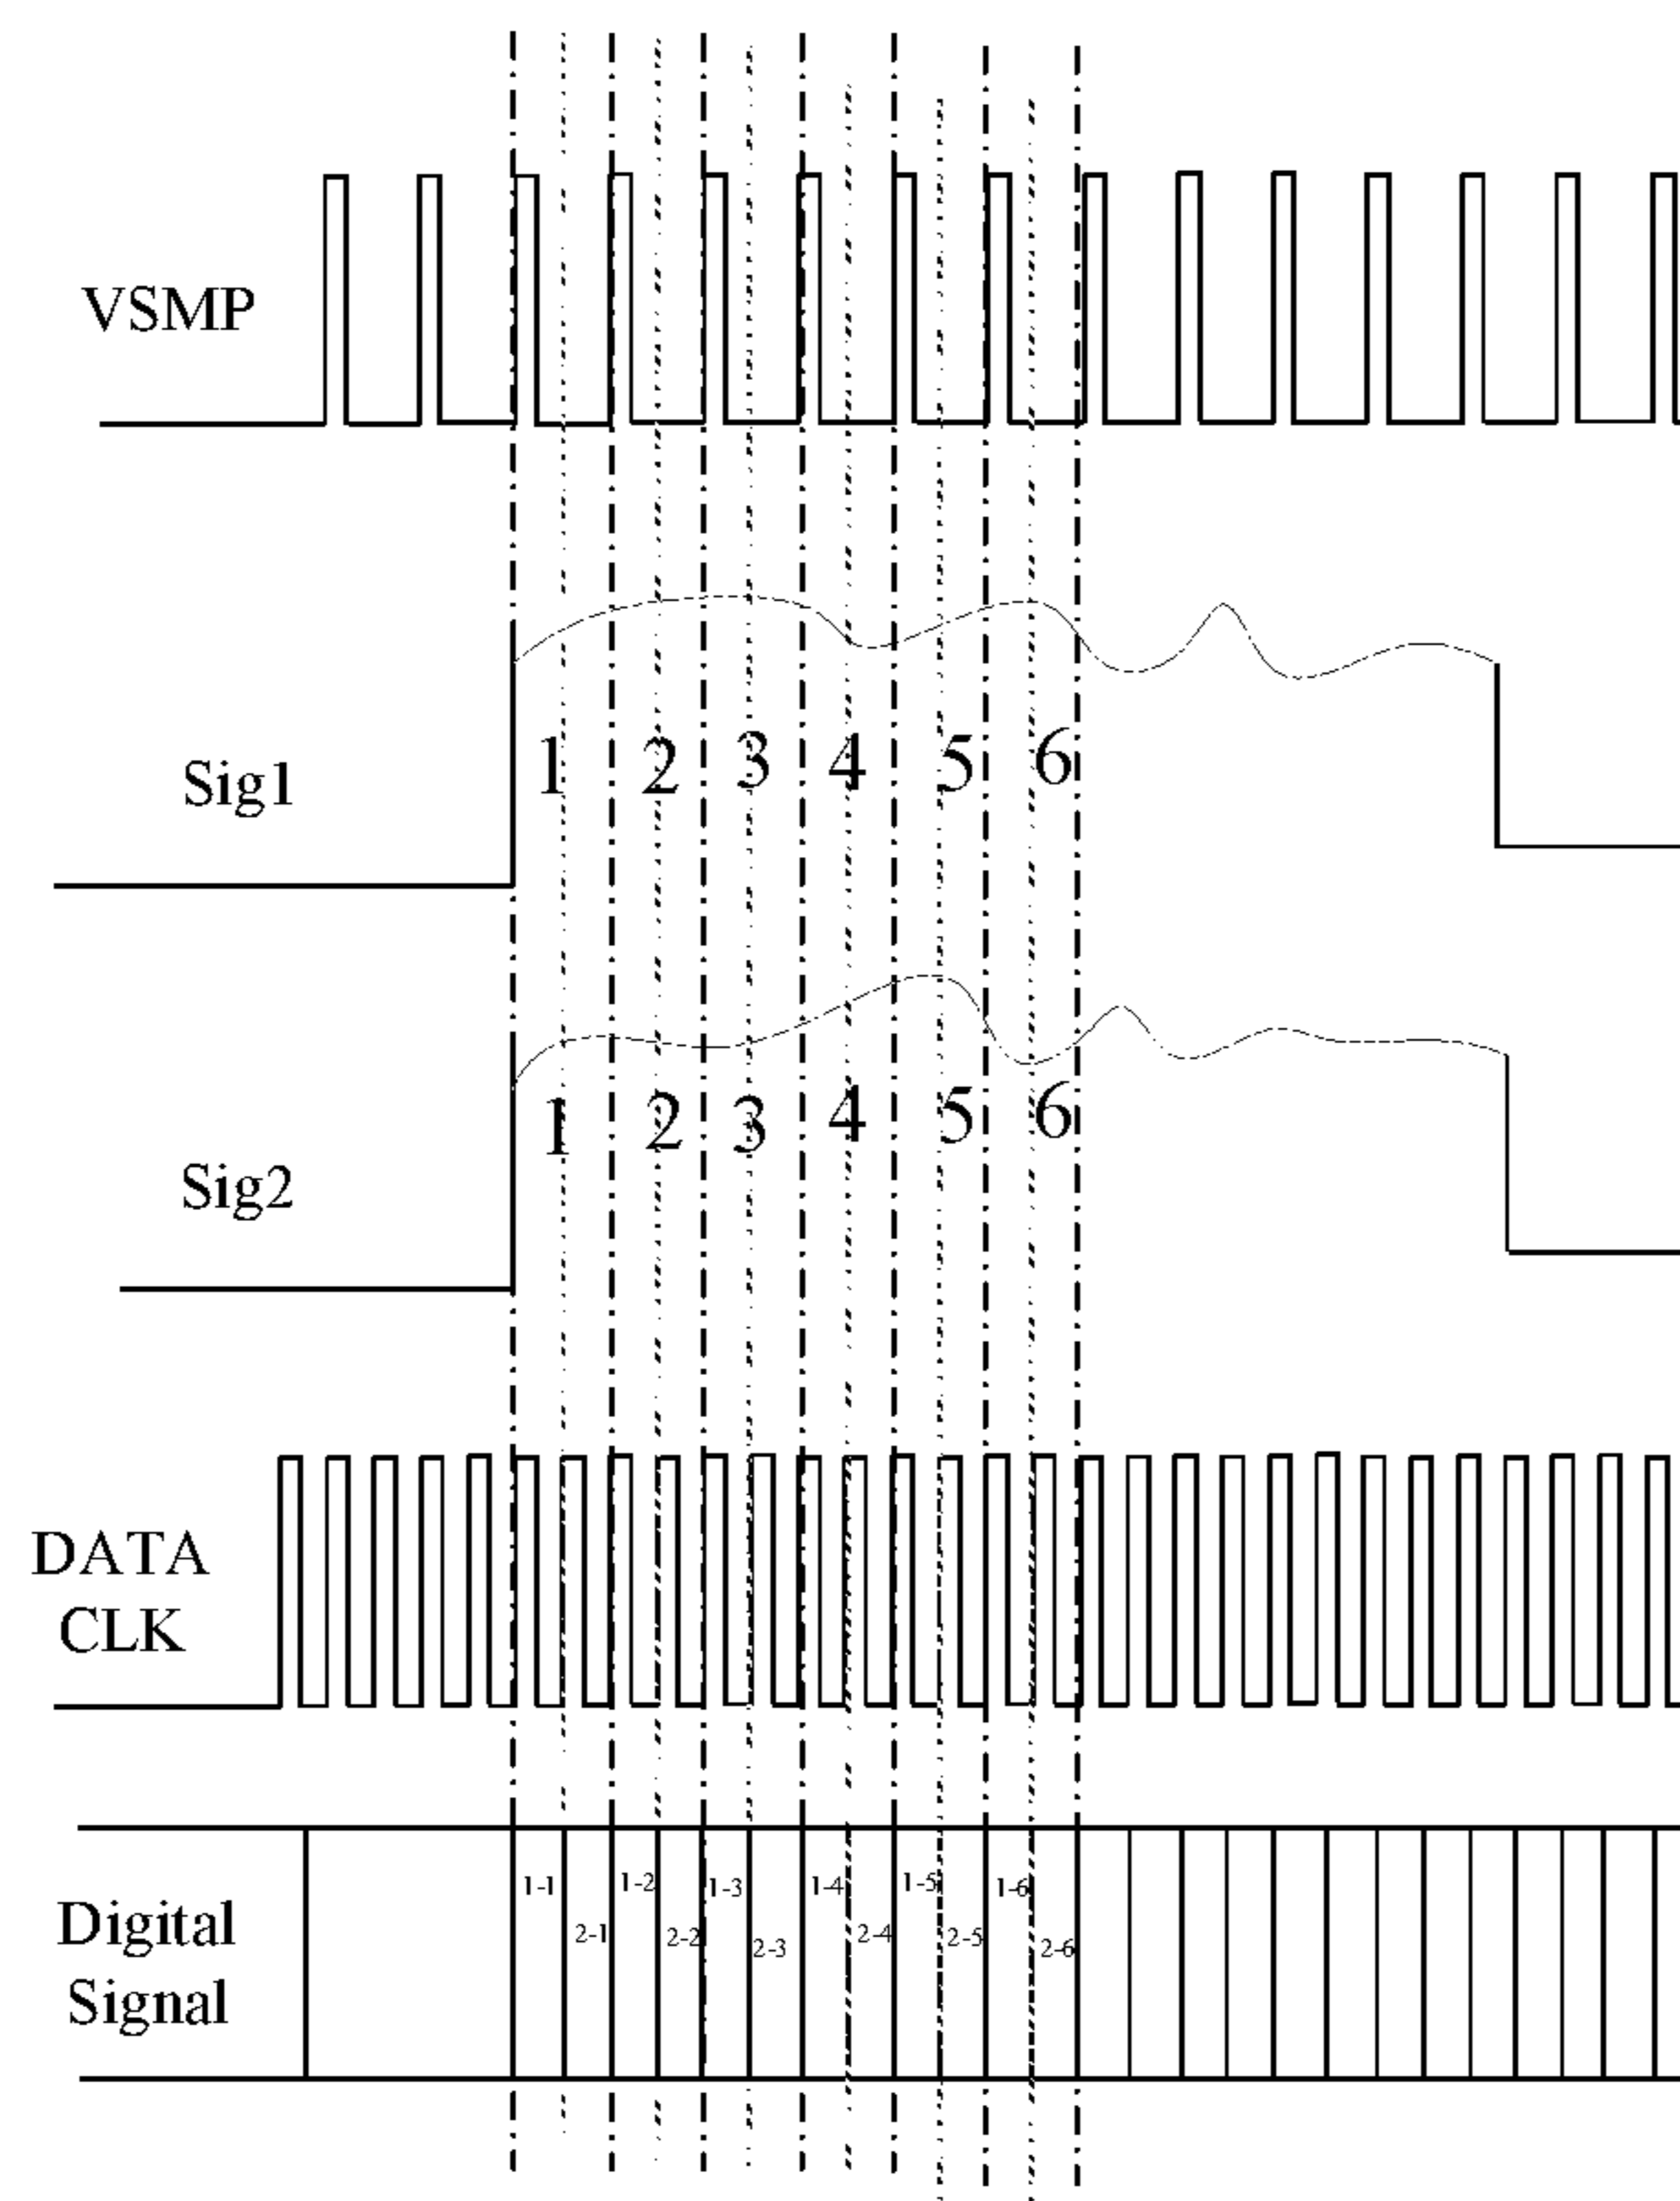 VSMP
Sig1
1 2 3 4 5 6
Sig2
1 2 3 4 5 6
DATA
CLK
Digital
Signal
1-1 1-2 1-3 1-4 1-5 1-6
2-1 2-2 2-3 2-4 2-5 2-6